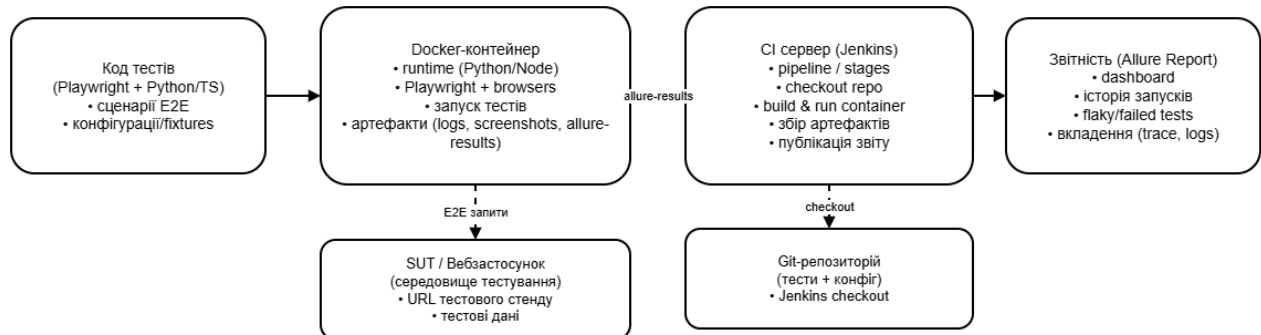 Код тестів
(Playwright + Python/TS)
• сценарії E2E
• конфігурації/fixtures
Docker-контейнер
• runtime (Python/Node)
• Playwright + browsers
• запуск тестів
• артефакти (logs, screenshots, allure-
results)
allure-results
CI сервер (Jenkins)
• pipeline / stages
• checkout repo
• build & run container
• збір артефактів
• публікація звіту
Звітність (Allure Report)
• dashboard
• історія запусків
• flaky/failed tests
• вкладення (trace, logs)
E2E запити
checkout
SUT / Вебзастосунок
(середовище тестування)
• URL тестового стенду
• тестові дані
Git-репозиторій
(тести + конфіг)
• Jenkins checkout